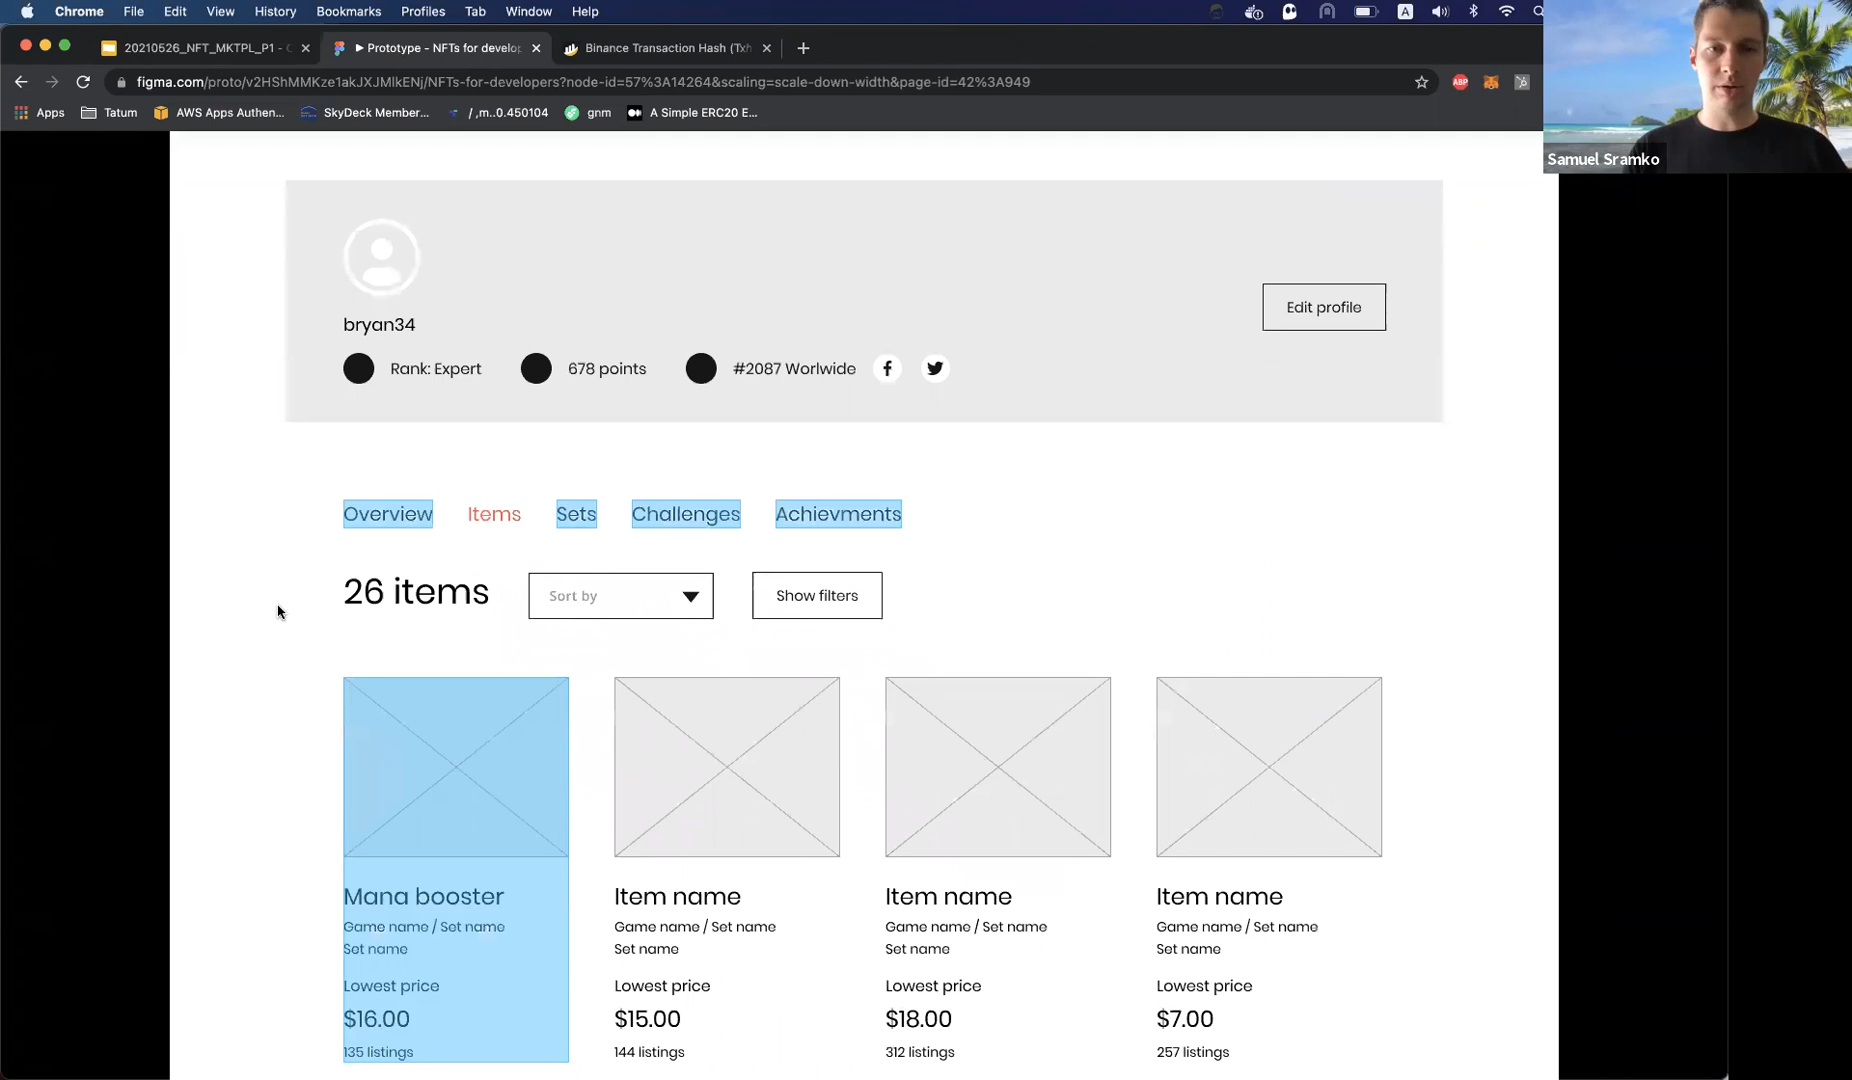 Chrome File Edit View History Bookmarks Profiles Tab Window Help
20210526_NFT_MKTPL_P1 -
Prototype - NFTs for develop
Binance Transaction Hash (Txh
figma.com/proto/v2HShMMKze1akJXJMlkENj/NFTs-for-developers?node-id=57%3A14264&scaling=scale-down-width&page-id=42%3A949
ABP
Apps Tatum AWS Apps Authen... SkyDeck Member... / ,m..0.450104 gnm A Simple ERC20 E...
Samuel Sramko
bryan34
Edit profile
Rank: Expert 678 points #2087 Worlwide
Overview Items Sets Challenges Achievments
26 items Sort by Show filters
Mana booster Item name Item name Item name
Game name / Set name Game name / Set name Game name / Set name Game name / Set name
Set name Set name Set name Set name
Lowest price Lowest price Lowest price Lowest price
$16.00 $15.00 $18.00 $7.00
135 listings 144 listings 312 listings 257 listings